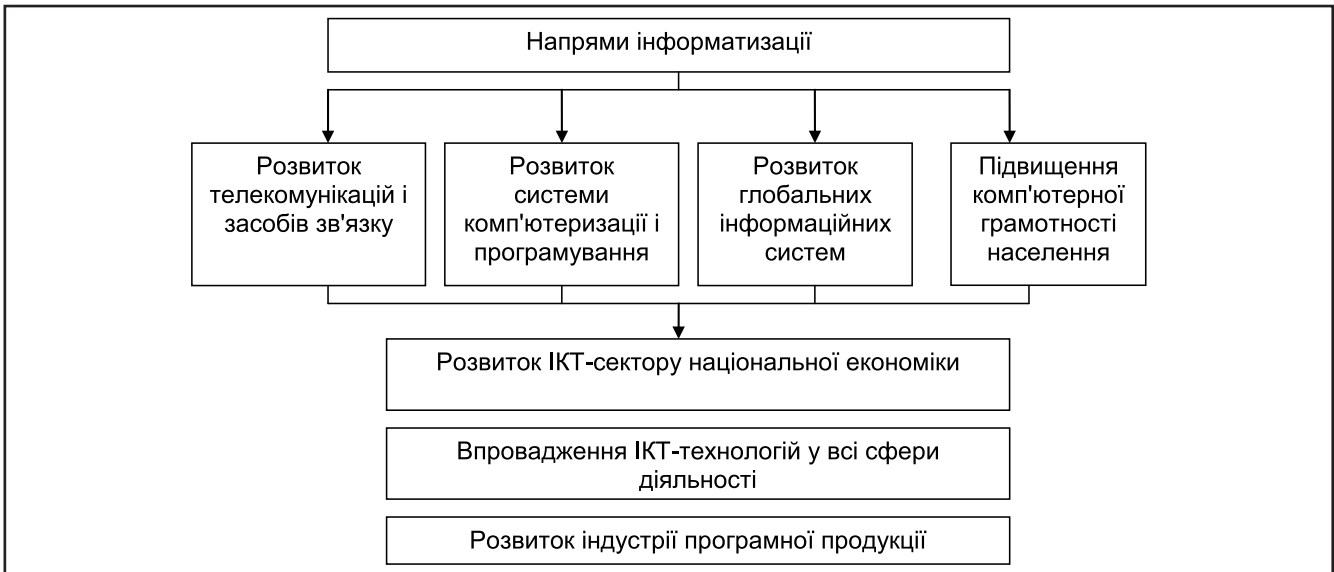 Напрями інформатизації
Розвиток
телекомунікацій і
засобів зв'язку
Розвиток
системи
комп'ютеризації і
програмування
Розвиток
глобальних
інформаційних
систем
Підвищення
комп'ютерної
грамотності
населення
Розвиток ІКТ-сектору національної економіки
Впровадження ІКТ-технологій у всі сфери
діяльності
Розвиток індустрії програмної продукції